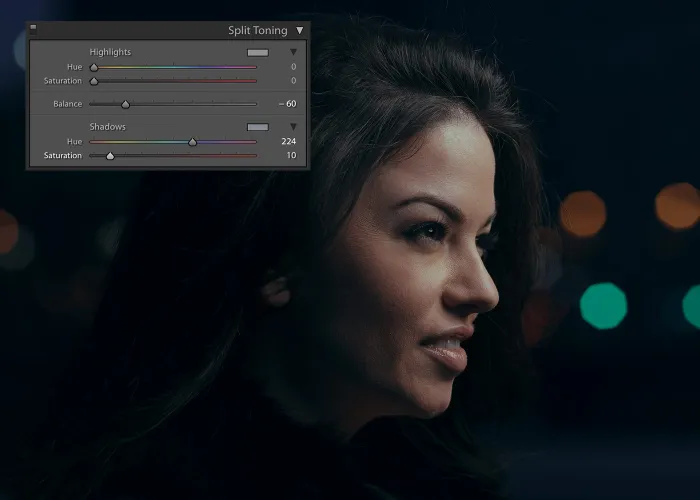 Split Toning
Highlights
Hue 0
Saturation 0
Balance – 60
Shadows
Hue 224
Saturation 10